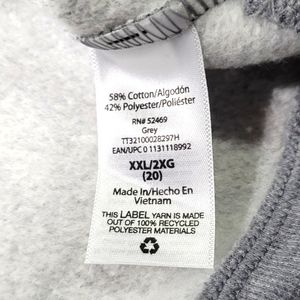 58% Cotton/Algodón
42% Polyester/Poliéster
RN# 52469
Grey
TT32100028297H
EAN/UPC 0 1131118992
XXL/2XG
(20)
Made In/Hecho En
Vietnam
THIS LABEL YARN IS MADE
OUT OF 100% RECYCLED
POLYESTER MATERIALS